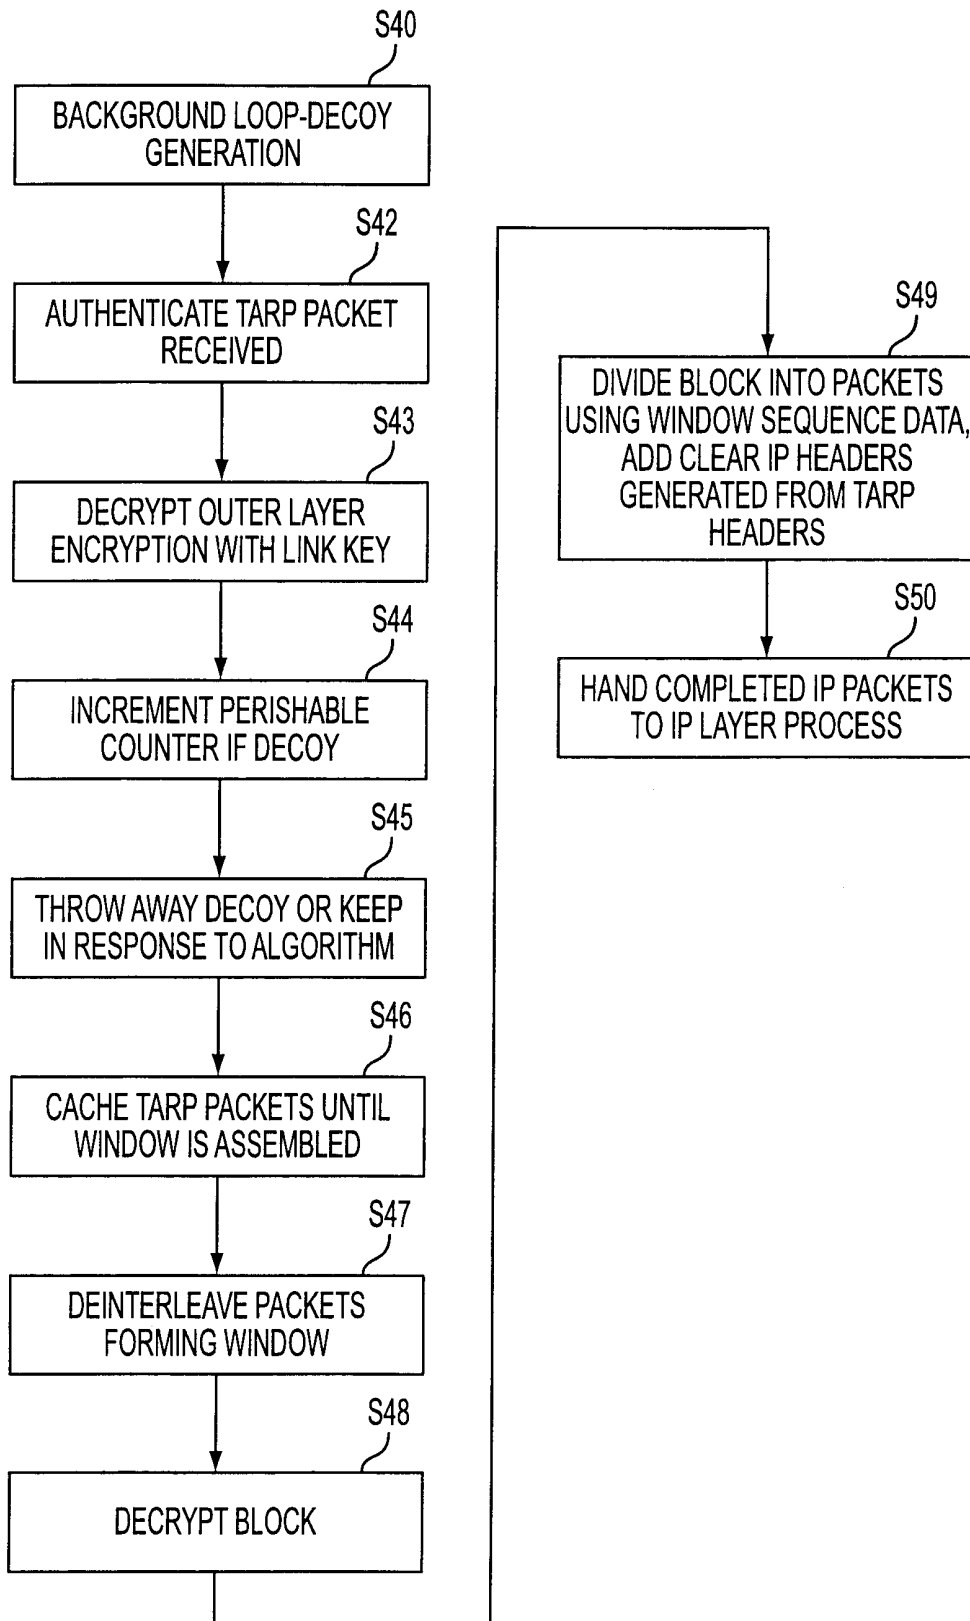 S40
BACKGROUND LOOP-DECOY
GENERATION
S42
AUTHENTICATE TARP PACKET
RECEIVED
S43
DECRYPT OUTER LAYER
ENCRYPTION WITH LINK KEY
S44
INCREMENT PERISHABLE
COUNTER IF DECOY
S45
THROW AWAY DECOY OR KEEP
IN RESPONSE TO ALGORITHM
S46
CACHE TARP PACKETS UNTIL
WINDOW IS ASSEMBLED
S47
DEINTERLEAVE PACKETS
FORMING WINDOW
S48
DECRYPT BLOCK
S49
DIVIDE BLOCK INTO PACKETS
USING WINDOW SEQUENCE DATA,
ADD CLEAR IP HEADERS
GENERATED FROM TARP
HEADERS
S50
HAND COMPLETED IP PACKETS
TO IP LAYER PROCESS